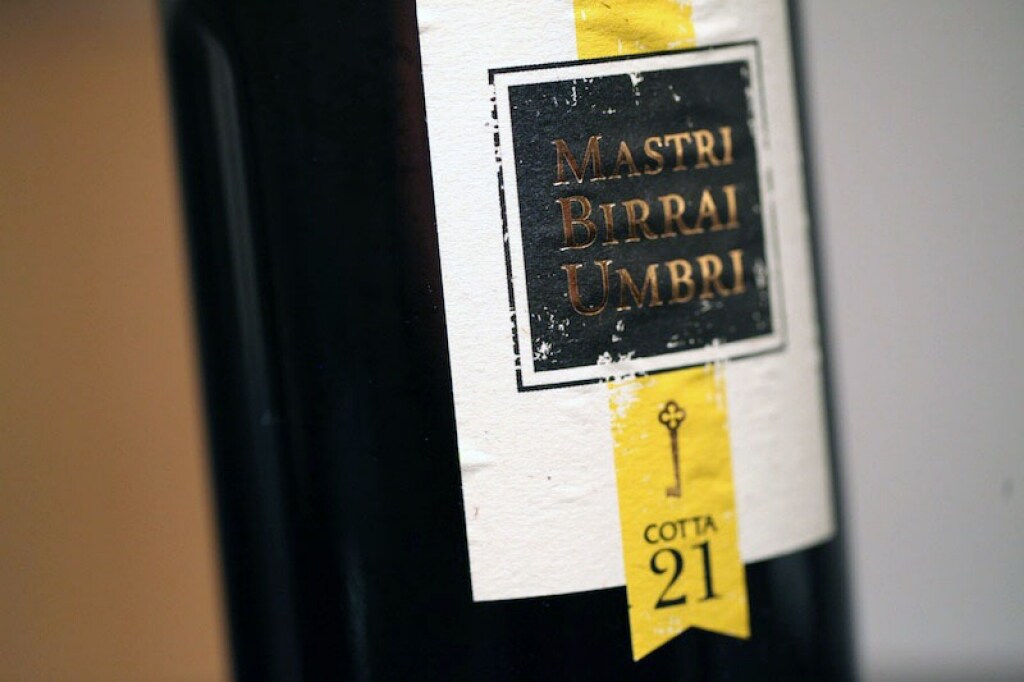 MASTRI
BIRRAI
UMBRI
COTTA
21